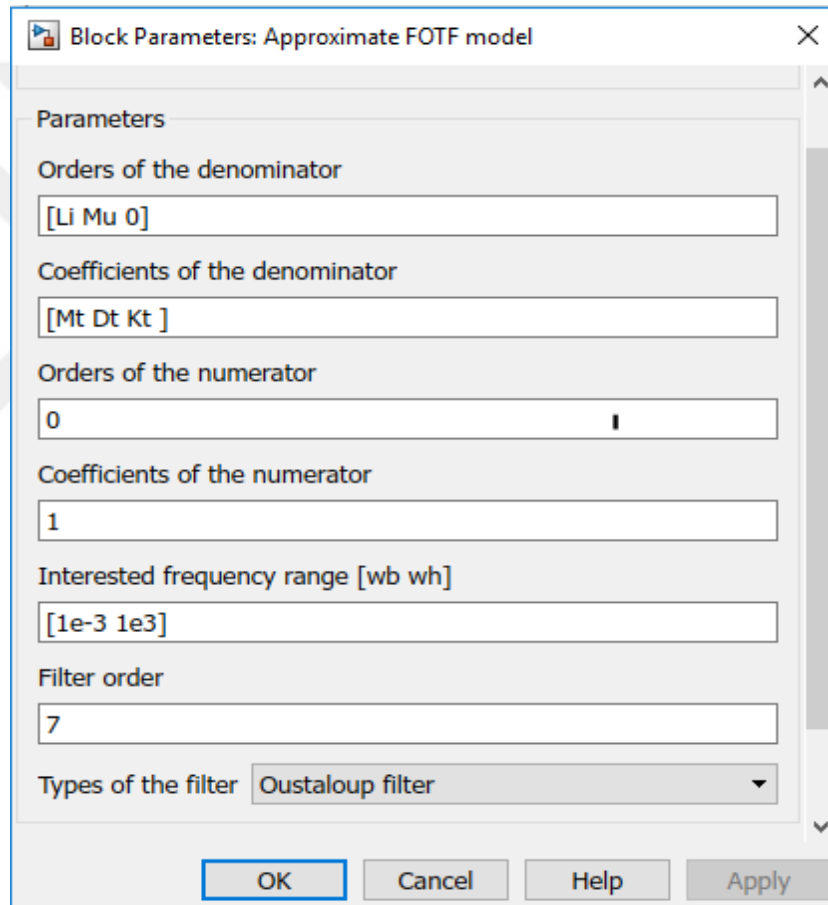 Block Parameters: Approximate FOTF model
Parameters
Orders of the denominator
[Li Mu 0]
Coefficients of the denominator
[Mt Dt Kt ]
Orders of the numerator
0
Coefficients of the numerator
1
Interested frequency range [wb wh]
[1e-3 1e3]
Filter order
7
Types of the filter Oustaloup filter
OK Cancel Help Apply